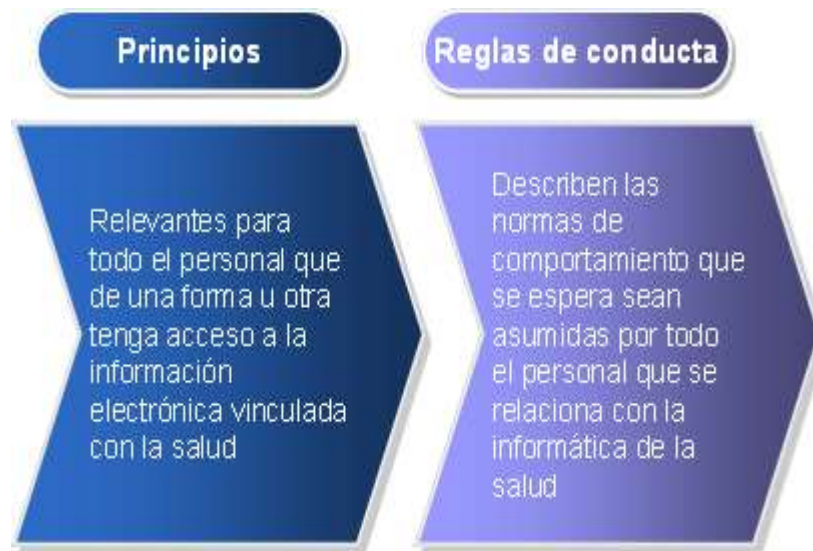 Principios
Relevantes para
todo el personal que
de una forma u otra
tenga acceso a la
información
electrónica vinculada
con la salud
Reglas de conducta
Describen las
normas de
comportamiento que
se espera sean
asumidas por todo
el personal que se
relaciona con la
informática de la
salud